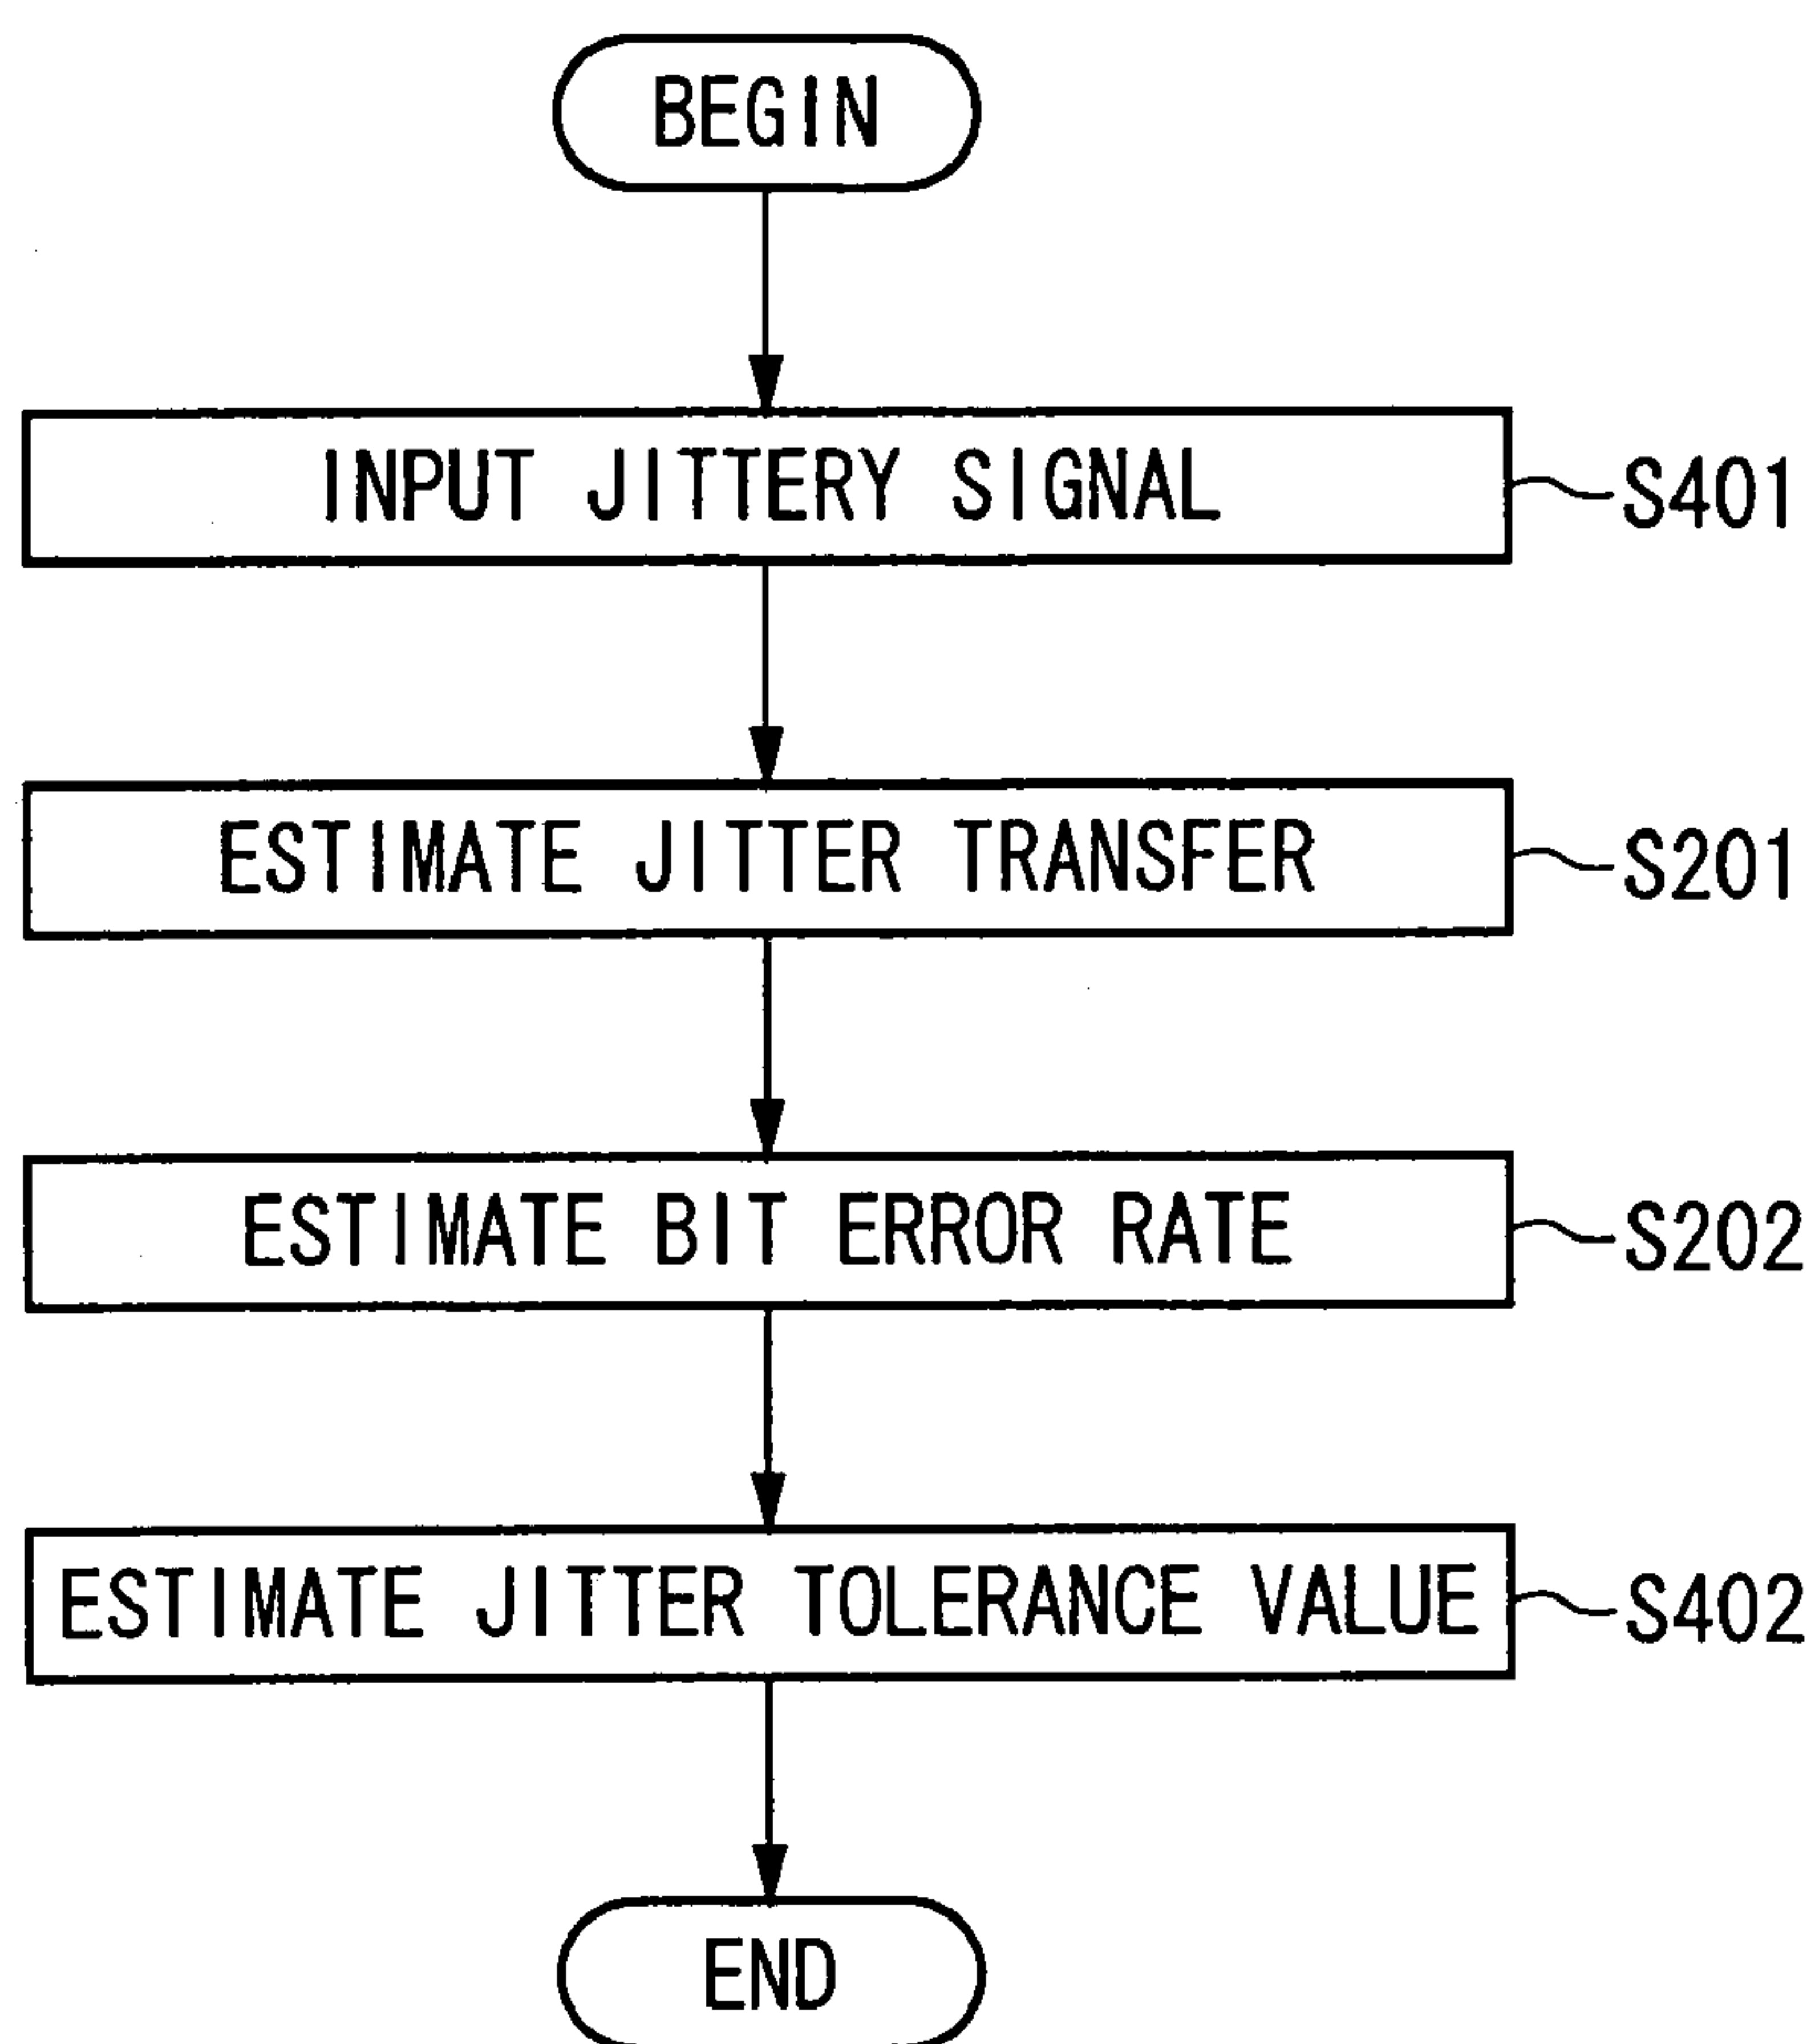 BEGIN
INPUT JITTERY SIGNAL S401
ESTIMATE JITTER TRANSFER S201
ESTIMATE BIT ERROR RATE S202
ESTIMATE JITTER TOLERANCE VALUE S402
END